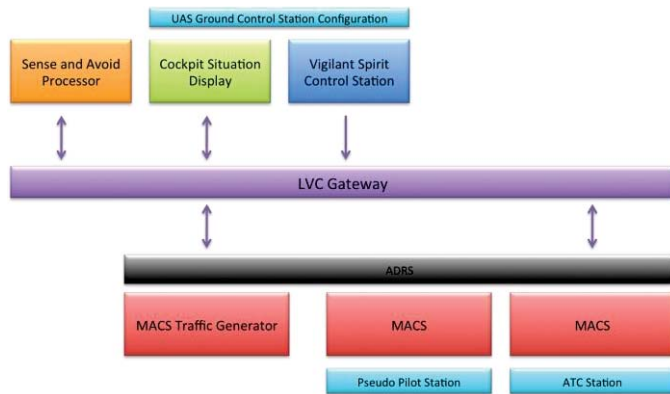 UAS Ground Control Station Configuration
Sense and Avoid
Processor
Cockpit Situation
Display
Vigilant Spirit
Control Station
LVC Gateway
ADRS
MACS Traffic Generator
MACS
MACS
Pseudo Pilot Station
ATC Station